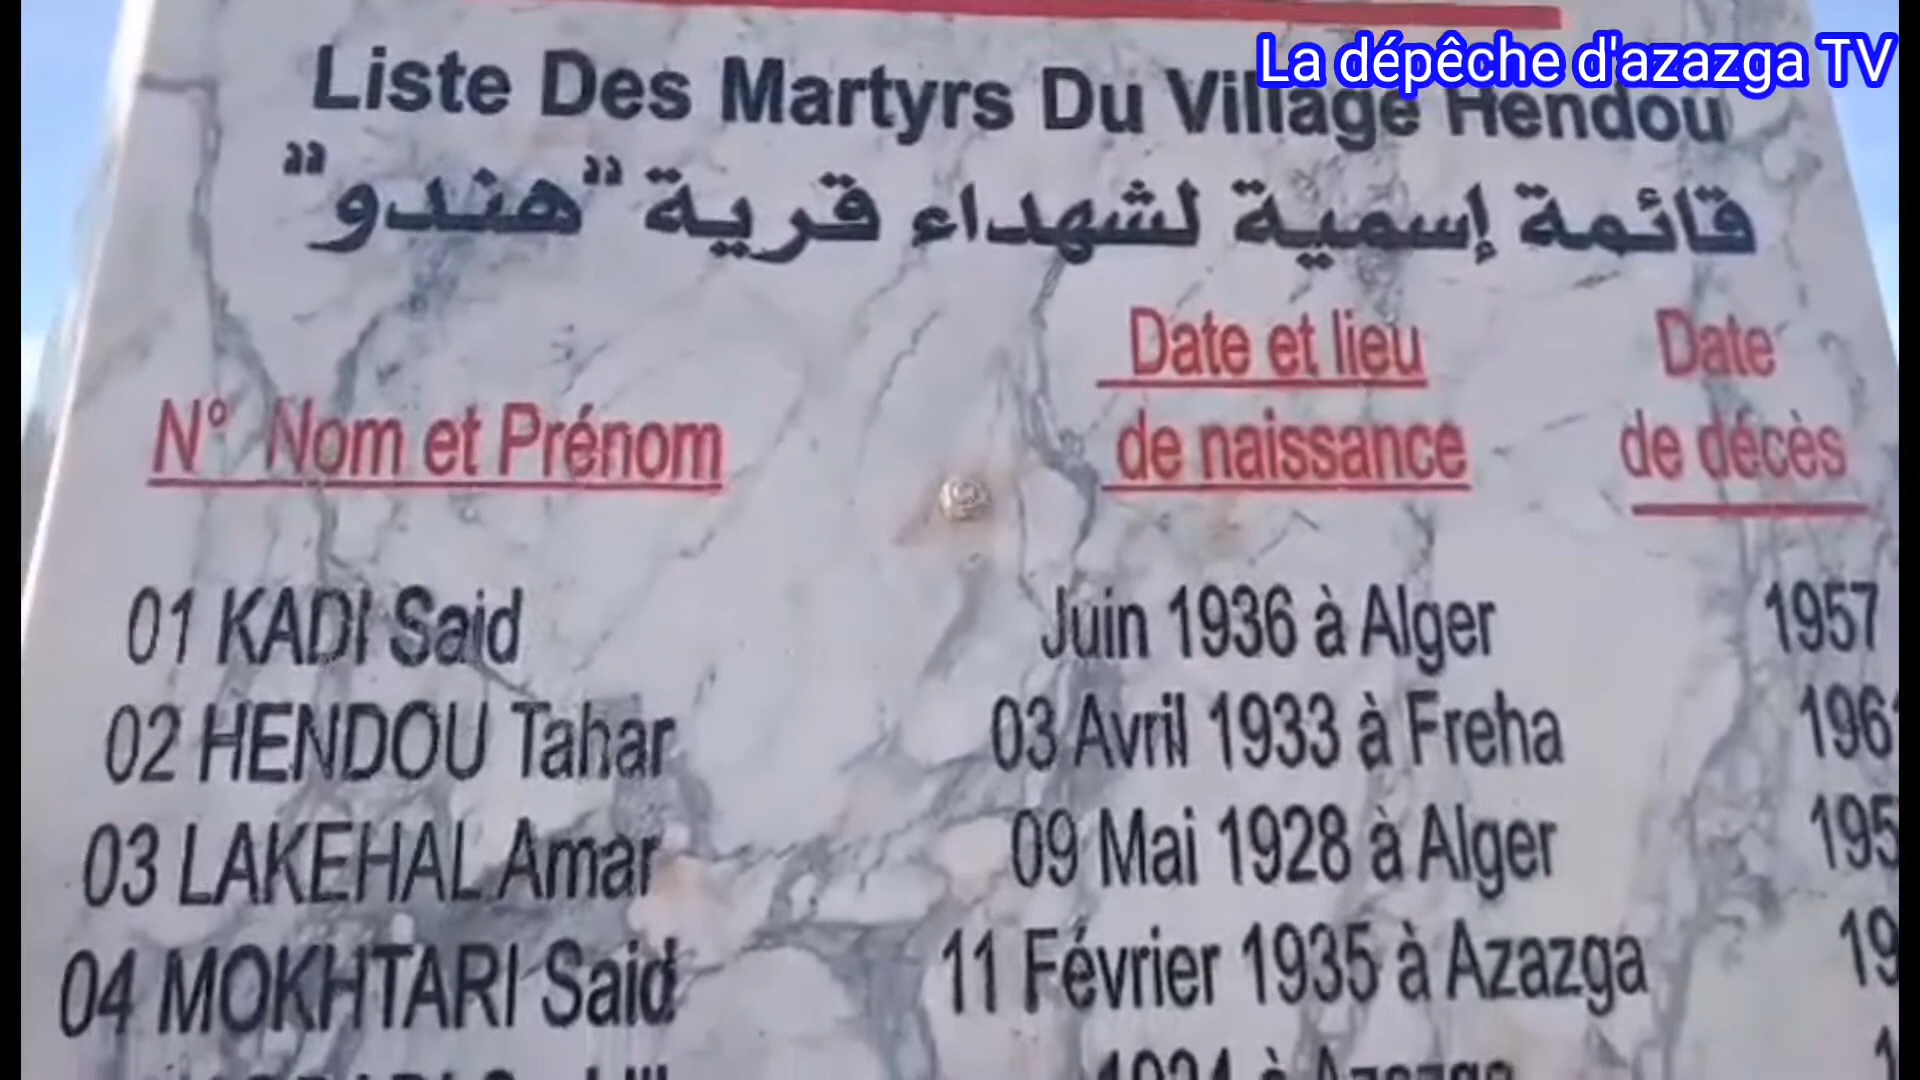 La dépêche d'azazga TV
Liste Des Martyrs Du Village Hendou
قائمة إسمية لشهداء قرية "هندو"
N° Nom et Prénom
Date et lieu
de naissance
Date
de décès
01 KADI Said Juin 1936 à Alger 1957
02 HENDOU Tahar 03 Avril 1933 à Freha
03 LAKEHAL Amar 09 Mai 1928 à Alger
04 MOKHTARI Said 11 Février 1935 à Azazga